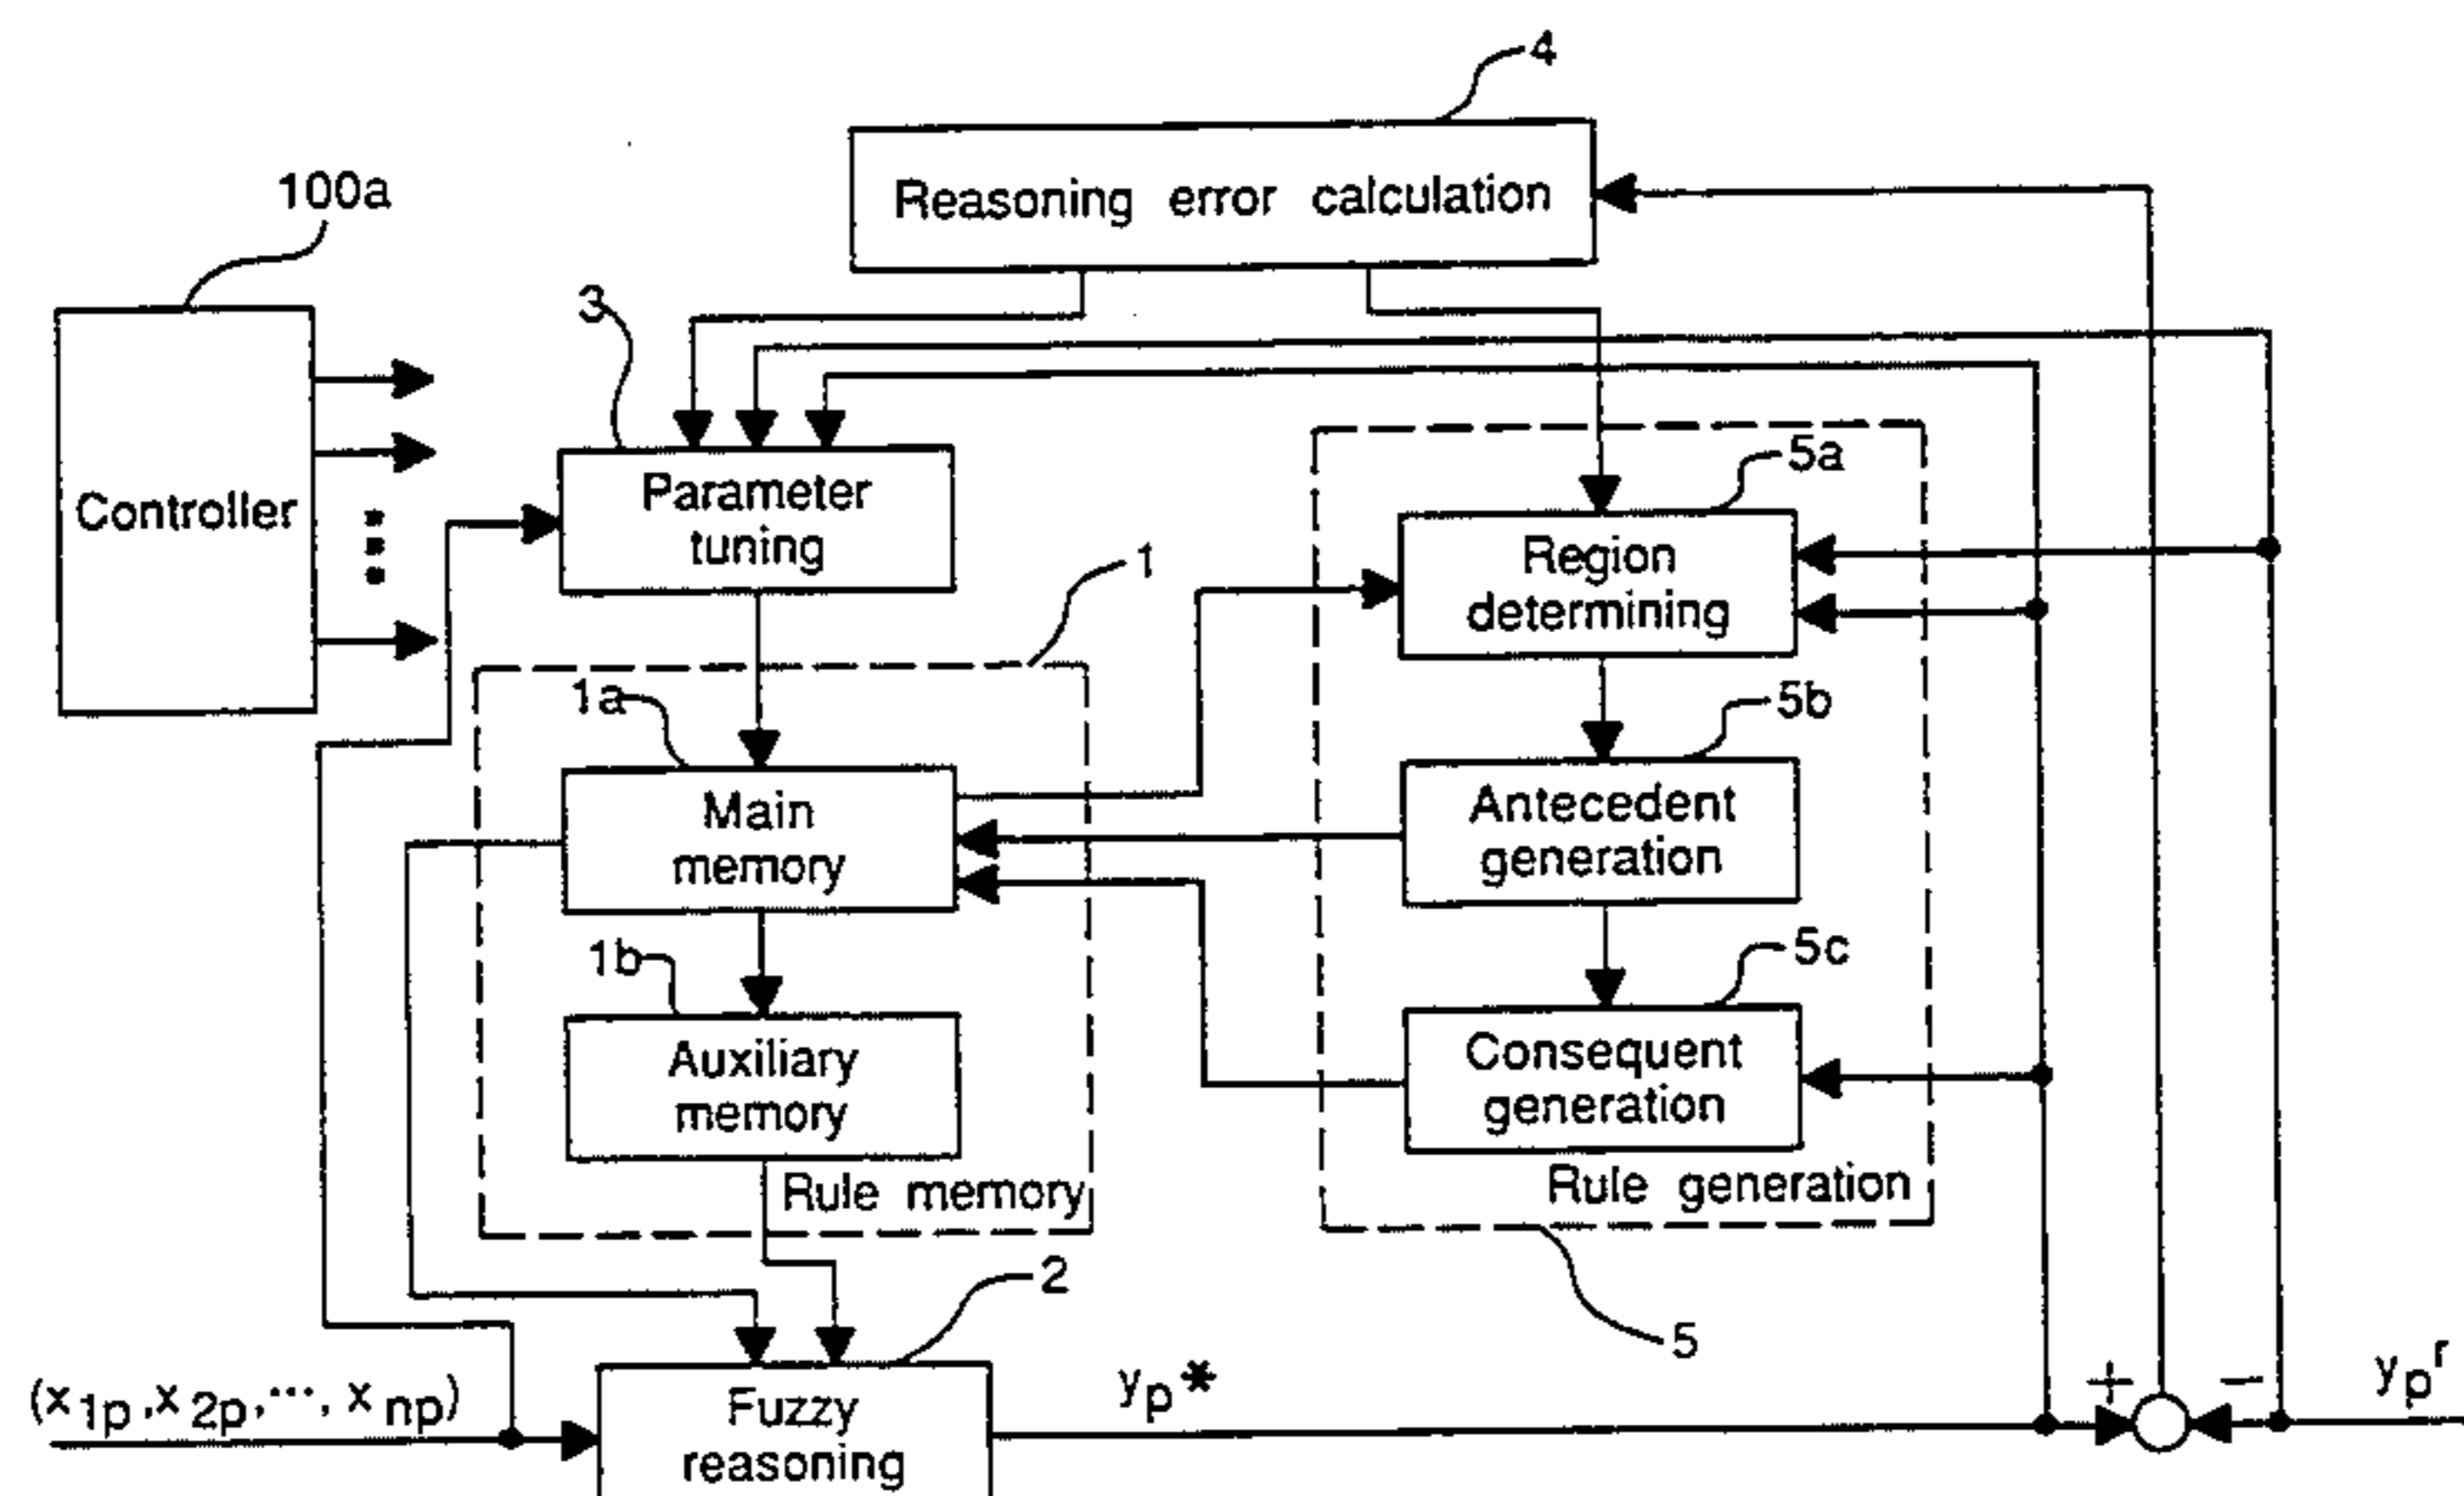 4
100a
Reasoning error calculation
3
Controller
Parameter
tuning
1
5a
Region
determining
1a
5b
Main
memory
Antecedent
generation
1b
5c
Auxiliary
memory
Consequent
generation
Rule memory
Rule generation
2
5
(x1p, x2p, ···, xnp)
Fuzzy
reasoning
yp*
+
−
ypr